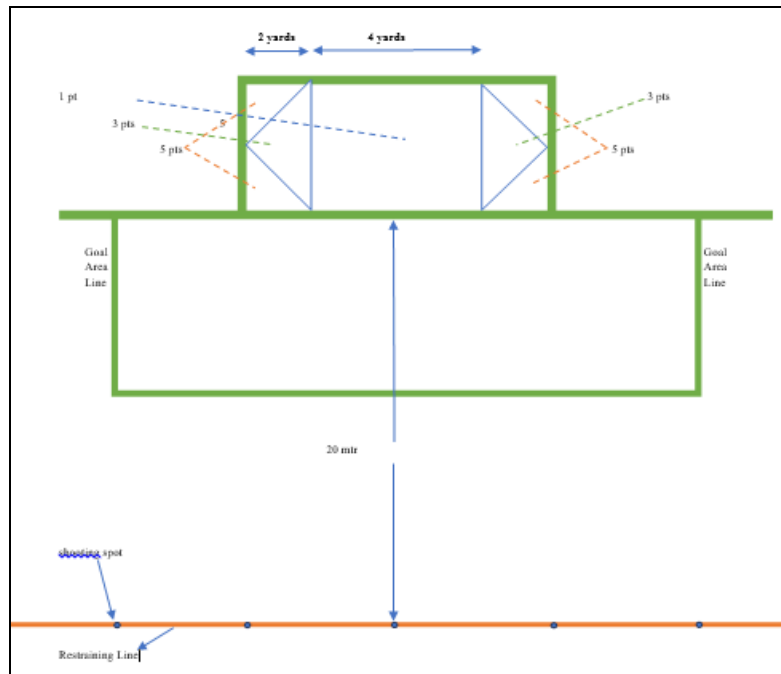 2 yards
4 yards
1 pt
3 pts
5
3 pts
5 pts
5 pts
Goal
Area
Line
Goal
Area
Line
20 mtr
shooting spot
Restraining Line